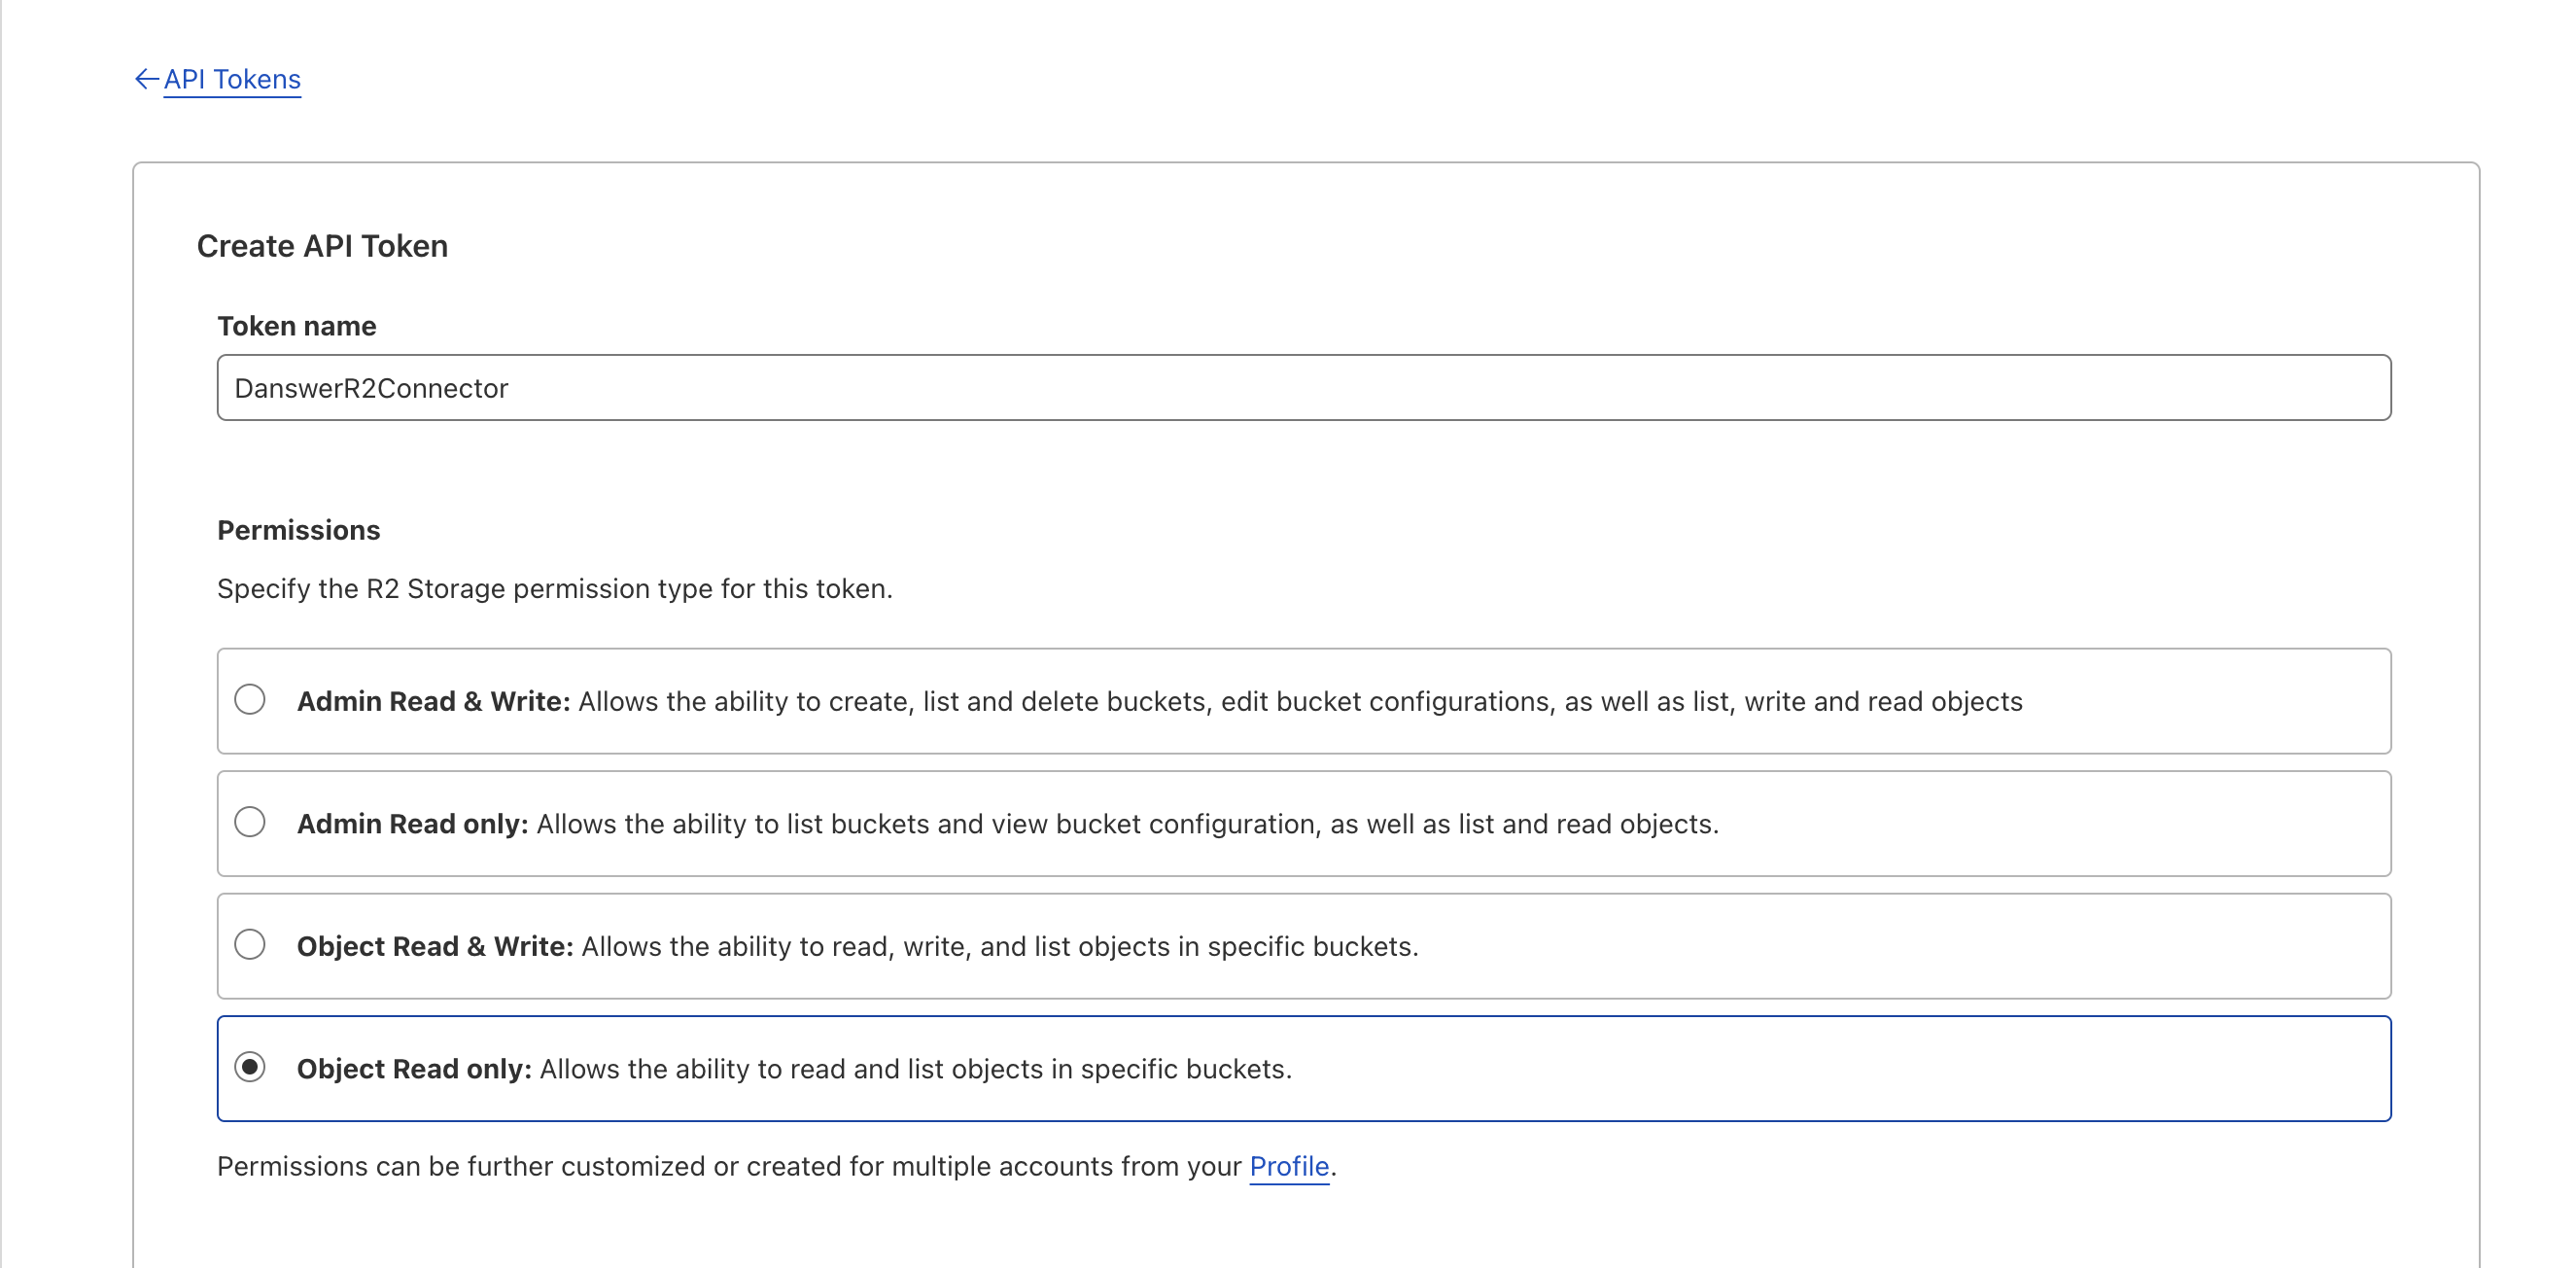 ←API Tokens
Create API Token
Token name
DanswerR2Connector
Permissions
Specify the R2 Storage permission type for this token.
Admin Read & Write: Allows the ability to create, list and delete buckets, edit bucket configurations, as well as list, write and read objects
Admin Read only: Allows the ability to list buckets and view bucket configuration, as well as list and read objects.
Object Read & Write: Allows the ability to read, write, and list objects in specific buckets.
Object Read only: Allows the ability to read and list objects in specific buckets.
Permissions can be further customized or created for multiple accounts from your Profile.